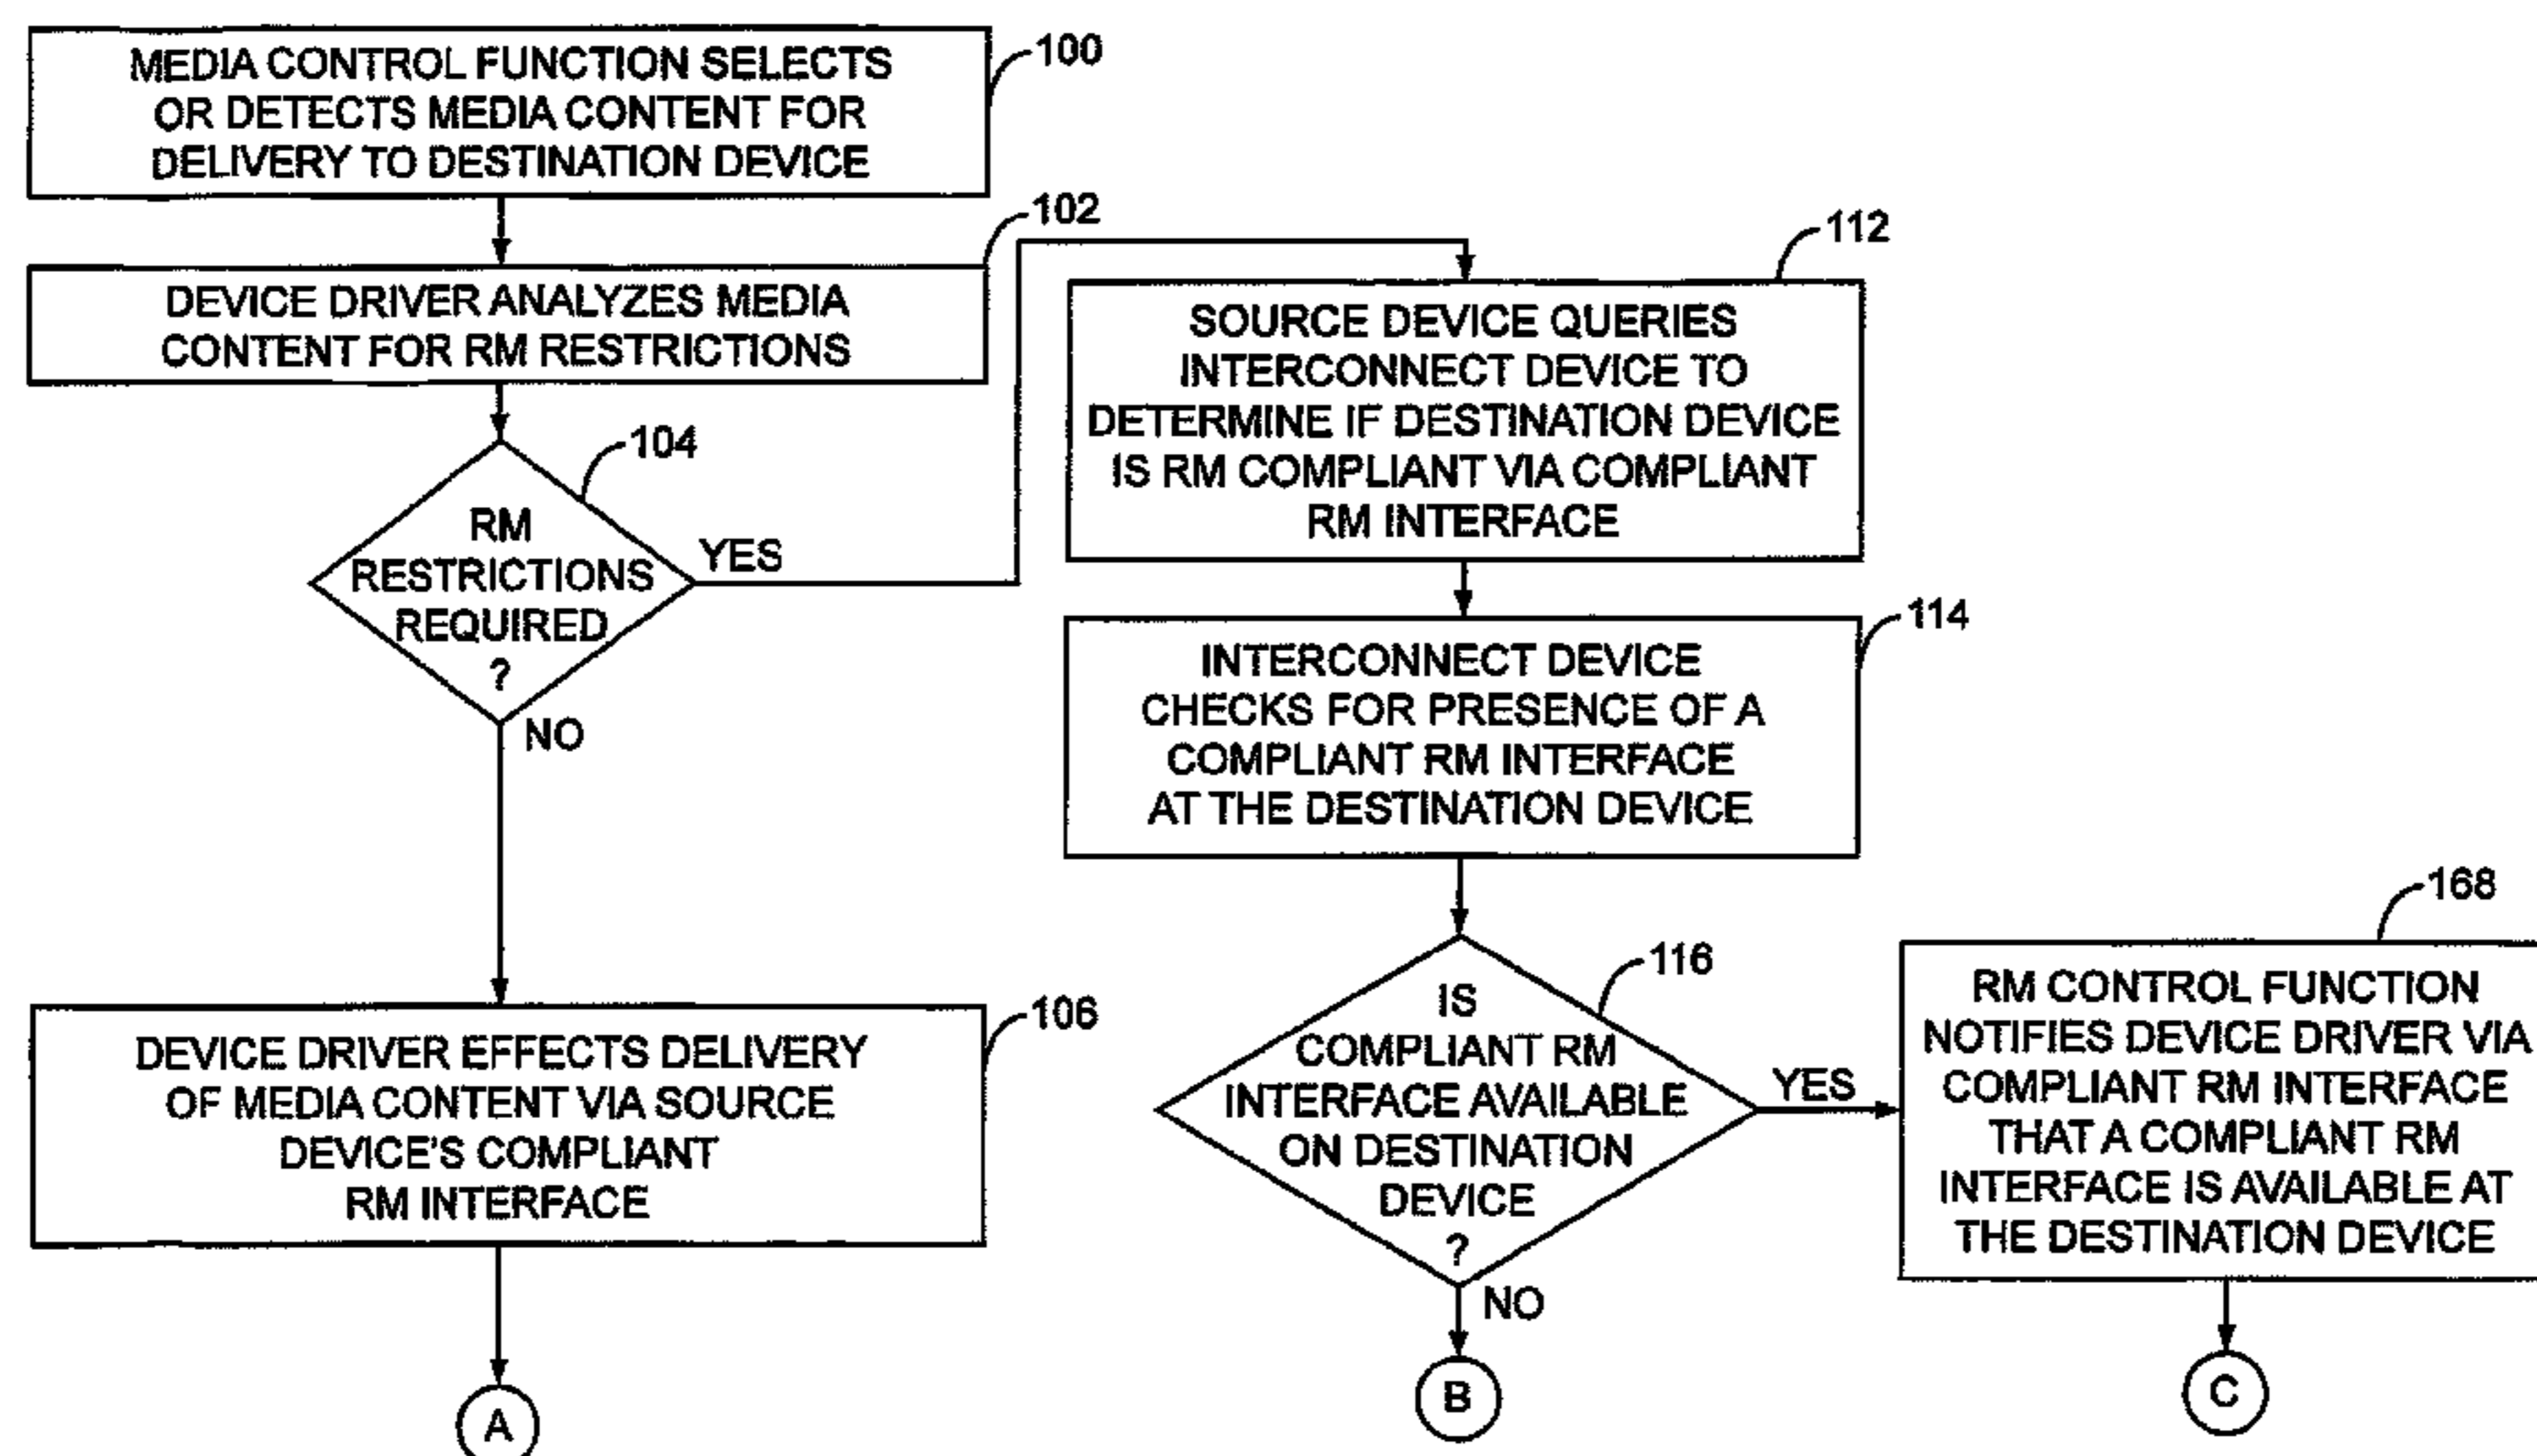 MEDIA CONTROL FUNCTION SELECTS
OR DETECTS MEDIA CONTENT FOR
DELIVERY TO DESTINATION DEVICE
100
DEVICE DRIVER ANALYZES MEDIA
CONTENT FOR RM RESTRICTIONS
102
RM
RESTRICTIONS
REQUIRED
?
104
YES
NO
DEVICE DRIVER EFFECTS DELIVERY
OF MEDIA CONTENT VIA SOURCE
DEVICE'S COMPLIANT
RM INTERFACE
106
A
SOURCE DEVICE QUERIES
INTERCONNECT DEVICE TO
DETERMINE IF DESTINATION DEVICE
IS RM COMPLIANT VIA COMPLIANT
RM INTERFACE
112
INTERCONNECT DEVICE
CHECKS FOR PRESENCE OF A
COMPLIANT RM INTERFACE
AT THE DESTINATION DEVICE
114
IS
COMPLIANT RM
INTERFACE AVAILABLE
ON DESTINATION
DEVICE
?
116
YES
NO
B
RM CONTROL FUNCTION
NOTIFIES DEVICE DRIVER VIA
COMPLIANT RM INTERFACE
THAT A COMPLIANT RM
INTERFACE IS AVAILABLE AT
THE DESTINATION DEVICE
168
C